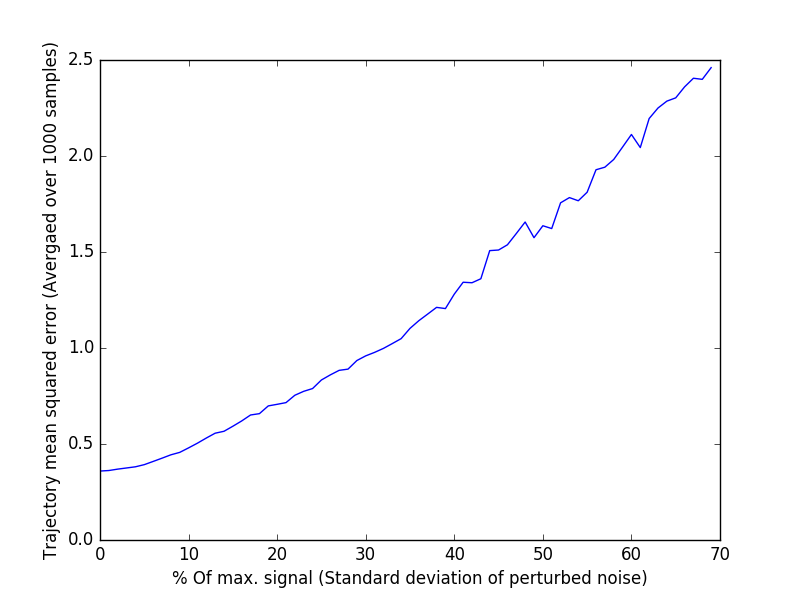 Trajectory mean squared error (Avergaed over 1000 samples)
2.5
2.0
1.5
1.0
0.5
0.0
0 10 20 30 40 50 60 70
% Of max. signal (Standard deviation of perturbed noise)